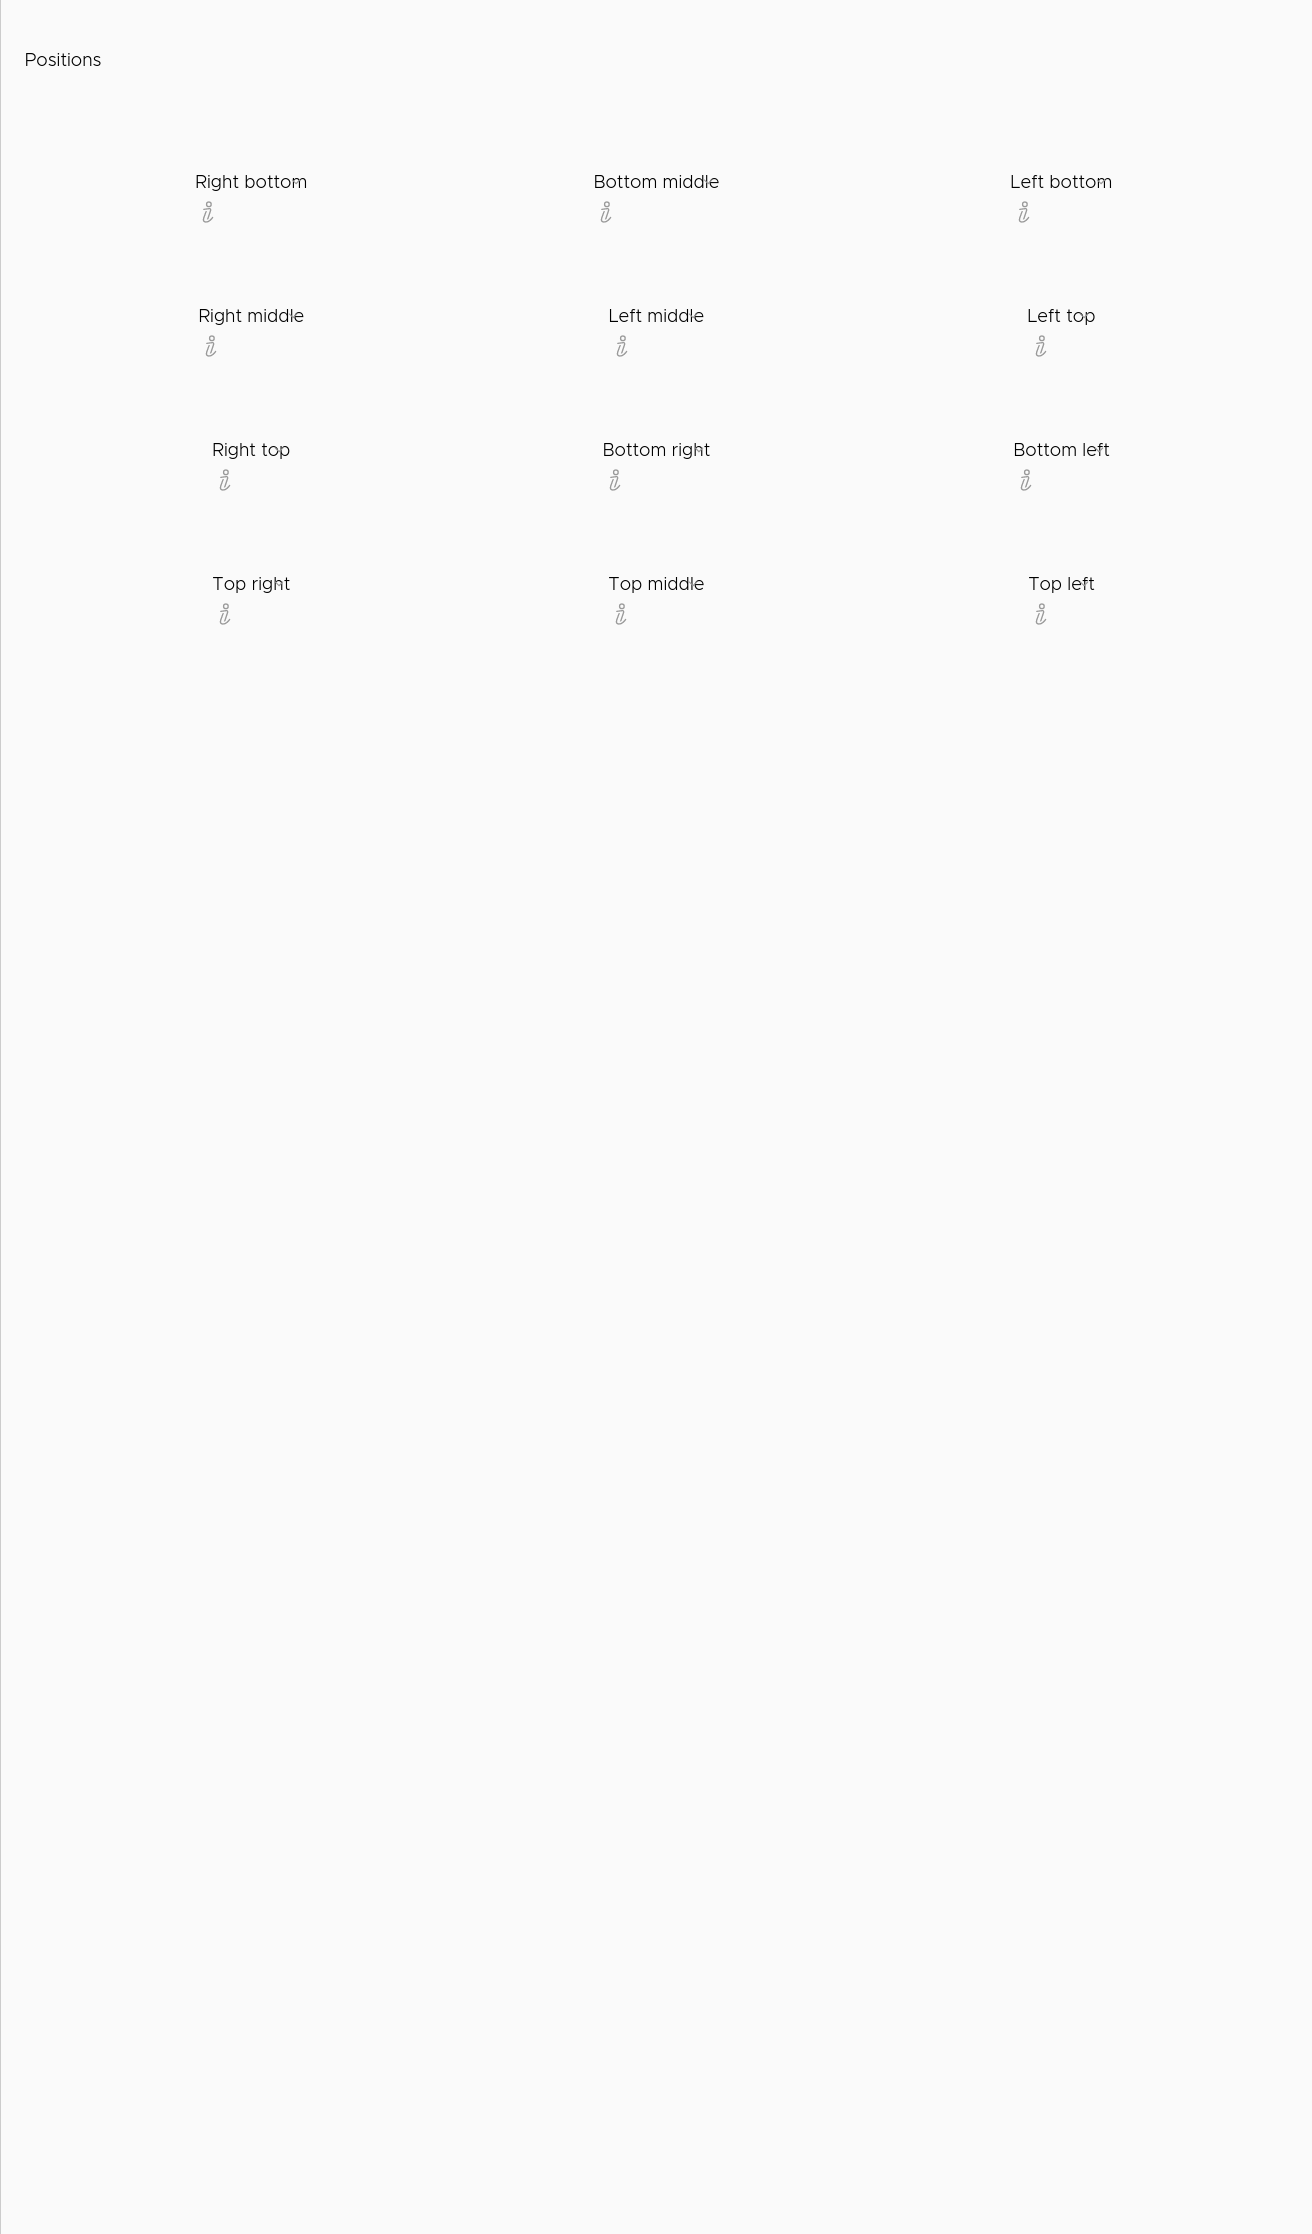 Positions
Right bottom
Bottom middle
Left bottom
Right middle
Left middle
Left top
Right top
Bottom right
Bottom left
Top right
Top middle
Top left